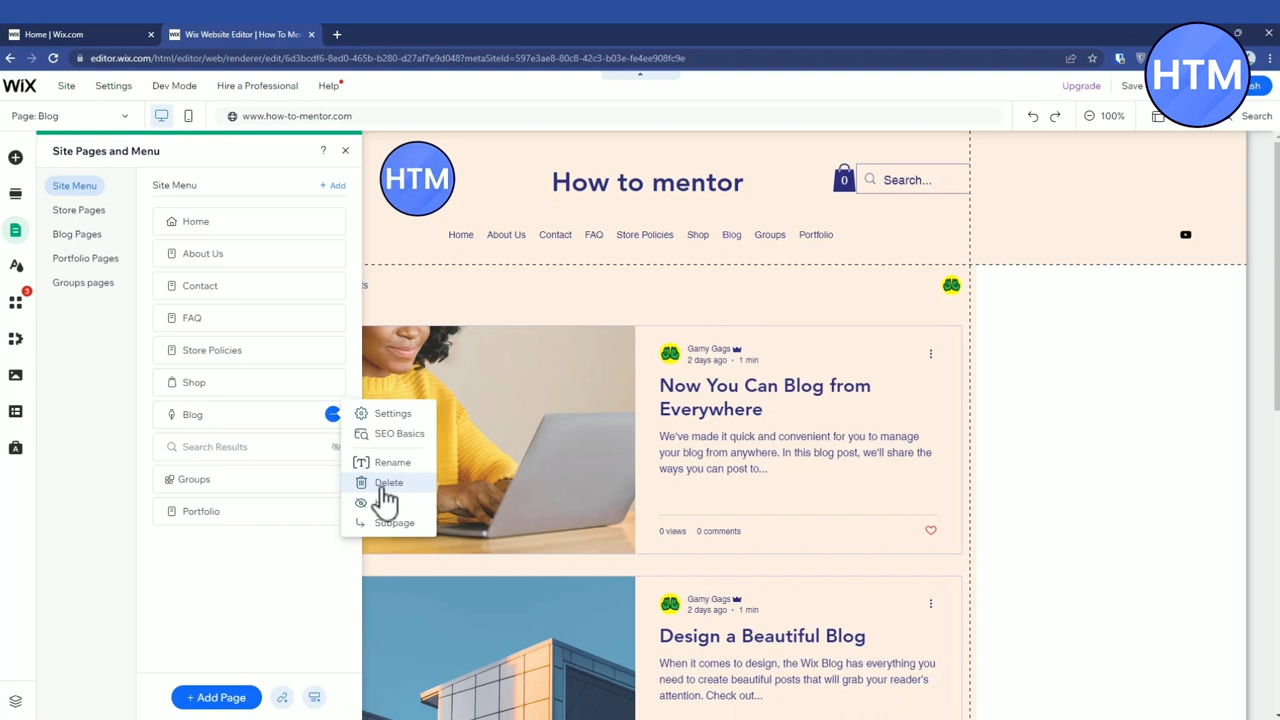 Home | Wix.com
Wix Website Editor | How To Me
editor.wix.com/html/editor/web/renderer/edit/6d3bcdf6-8ed0-465b-b280-d27af7e9d048?metaSiteId=597e3ae8-80c8-42c3-b03e-fe4ee908fc9e
HTM
WiX
Site
Settings
Dev Mode
Hire a Professional
Help
Upgrade
Save
Page: Blog
www.how-to-mentor.com
100%
Search
Site Pages and Menu
?
Site Menu
Store Pages
Blog Pages
Portfolio Pages
Groups pages
Site Menu
+ Add
Home
About Us
Contact
FAQ
Store Policies
Shop
Blog
Search Results
Groups
Portfolio
Settings
SEO Basics
Rename
Delete
Subpage
+ Add Page
3
HTM
How to mentor
0
Search...
Home About Us Contact FAQ Store Policies Shop Blog Groups Portfolio
Gamy Gags
2 days ago · 1 min
Now You Can Blog from
Everywhere
We've made it quick and convenient for you to manage
your blog from anywhere. In this blog post, we'll share the
ways you can post to...
0 views 0 comments
Gamy Gags
2 days ago · 1 min
Design a Beautiful Blog
When it comes to design, the Wix Blog has everything you
need to create beautiful posts that will grab your reader's
attention. Check out...